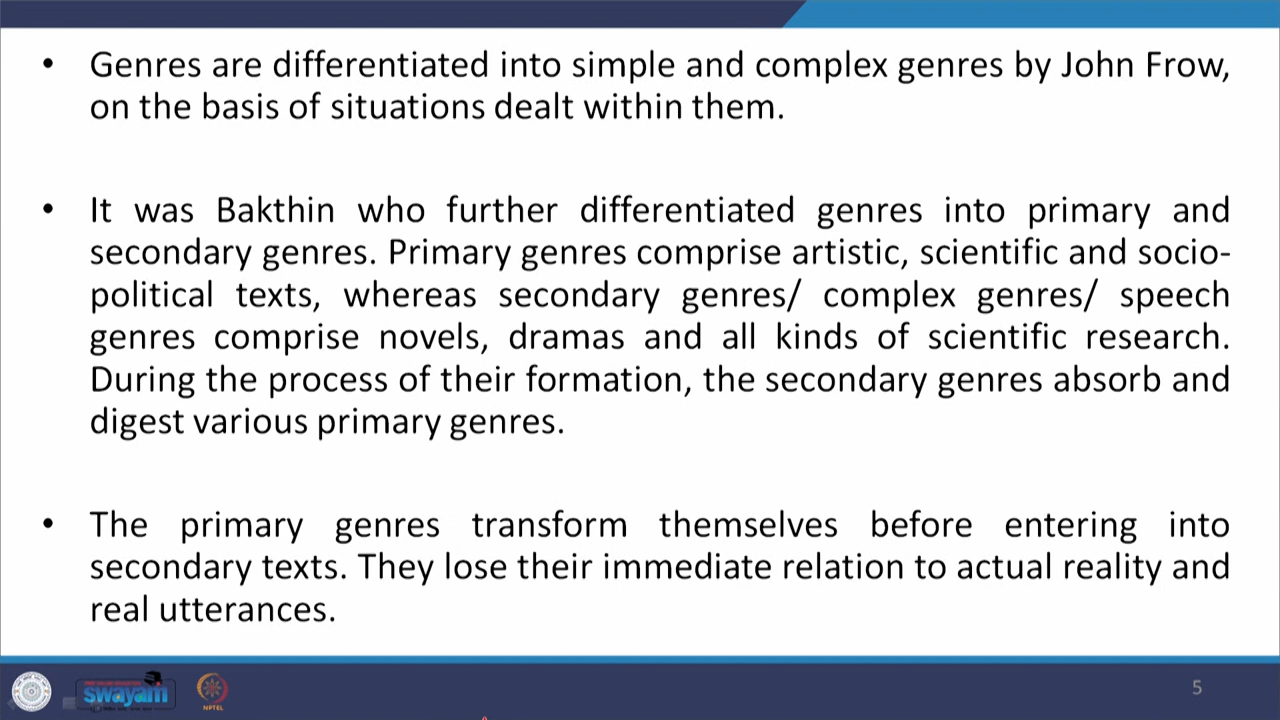 • Genres are differentiated into simple and complex genres by John Frow,
on the basis of situations dealt within them.
• It was Bakthin who further differentiated genres into primary and
secondary genres. Primary genres comprise artistic, scientific and socio-
political texts, whereas secondary genres/ complex genres/ speech
genres comprise novels, dramas and all kinds of scientific research.
During the process of their formation, the secondary genres absorb and
digest various primary genres.
• The primary genres transform themselves before entering into
secondary texts. They lose their immediate relation to actual reality and
real utterances.
swayam
NPTEL
5